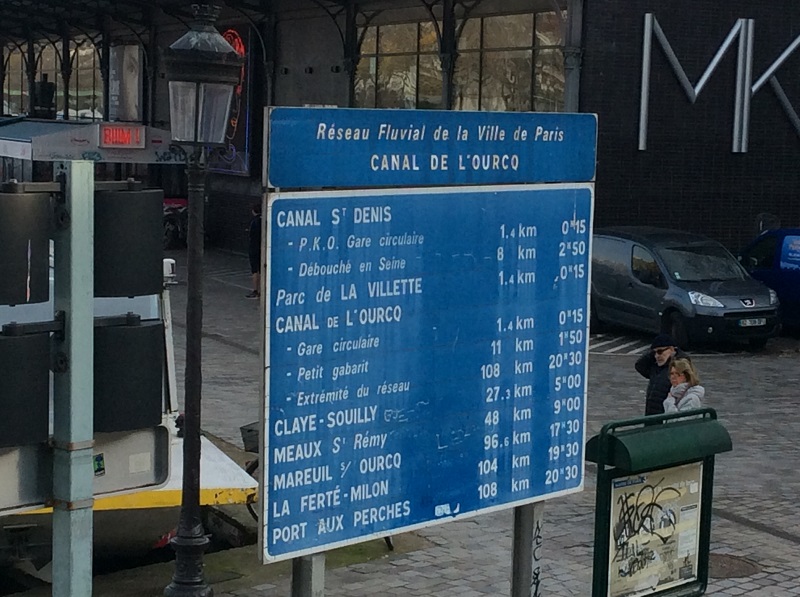 Réseau Fluvial de la Ville de Paris
CANAL DE L'OURCQ
CANAL ST DENIS
- P.K.O. Gare circulaire 1.4 km 0H15
- Débouché en Seine 8 km 2H50
Parc de LA VILLETTE 1.4 km 0H15
CANAL DE L'OURCQ
- Gare circulaire 1.4 km 0H15
- Petit gabarit 11 km 1H50
- Extrémité du réseau 108 km 20H30
CLAYE-SOUILLY 27.3 km 5H00
MEAUX ST Rémy 48 km 9H00
MAREUIL S/ OURCQ 96.6 km 17H30
LA FERTÉ-MILON 104 km 19H30
PORT AUX PERCHES 108 km 20H30
MK